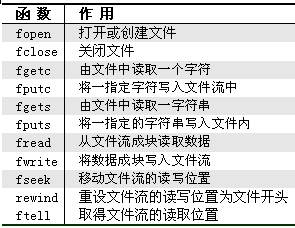 函 数 作 用
fopen 打开或创建文件
fclose 关闭文件
fgetc 由文件中读取一个字符
fputc 将一指定字符写入文件流中
fgets 由文件中读取一字符串
fputs 将一指定的字符串写入文件内
fread 从文件流成块读取数据
fwrite 将数据成块写入文件流
fseek 移动文件流的读写位置
rewind 重设文件流的读写位置为文件开头
ftell 取得文件流的读取位置